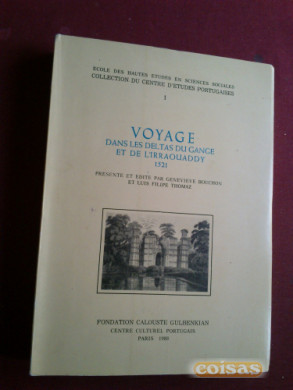 ECOLE DES HAUTES ETUDES EN SCIENCES SOCIALES
COLLECTION DU CENTRE D'ETUDES PORTUGAISES
1
VOYAGE
DANS LES DELTAS DU GANGE
ET DE L'IRRAOUADDY
1521
PRESENTE ET EDITE PAR GENEVIEVE BOUCHON
ET LUIS FILIPE THOMAZ
FONDATION CALOUSTE GULBENKIAN
CENTRE CULTUREL PORTUGAIS
PARIS 1988
coisas